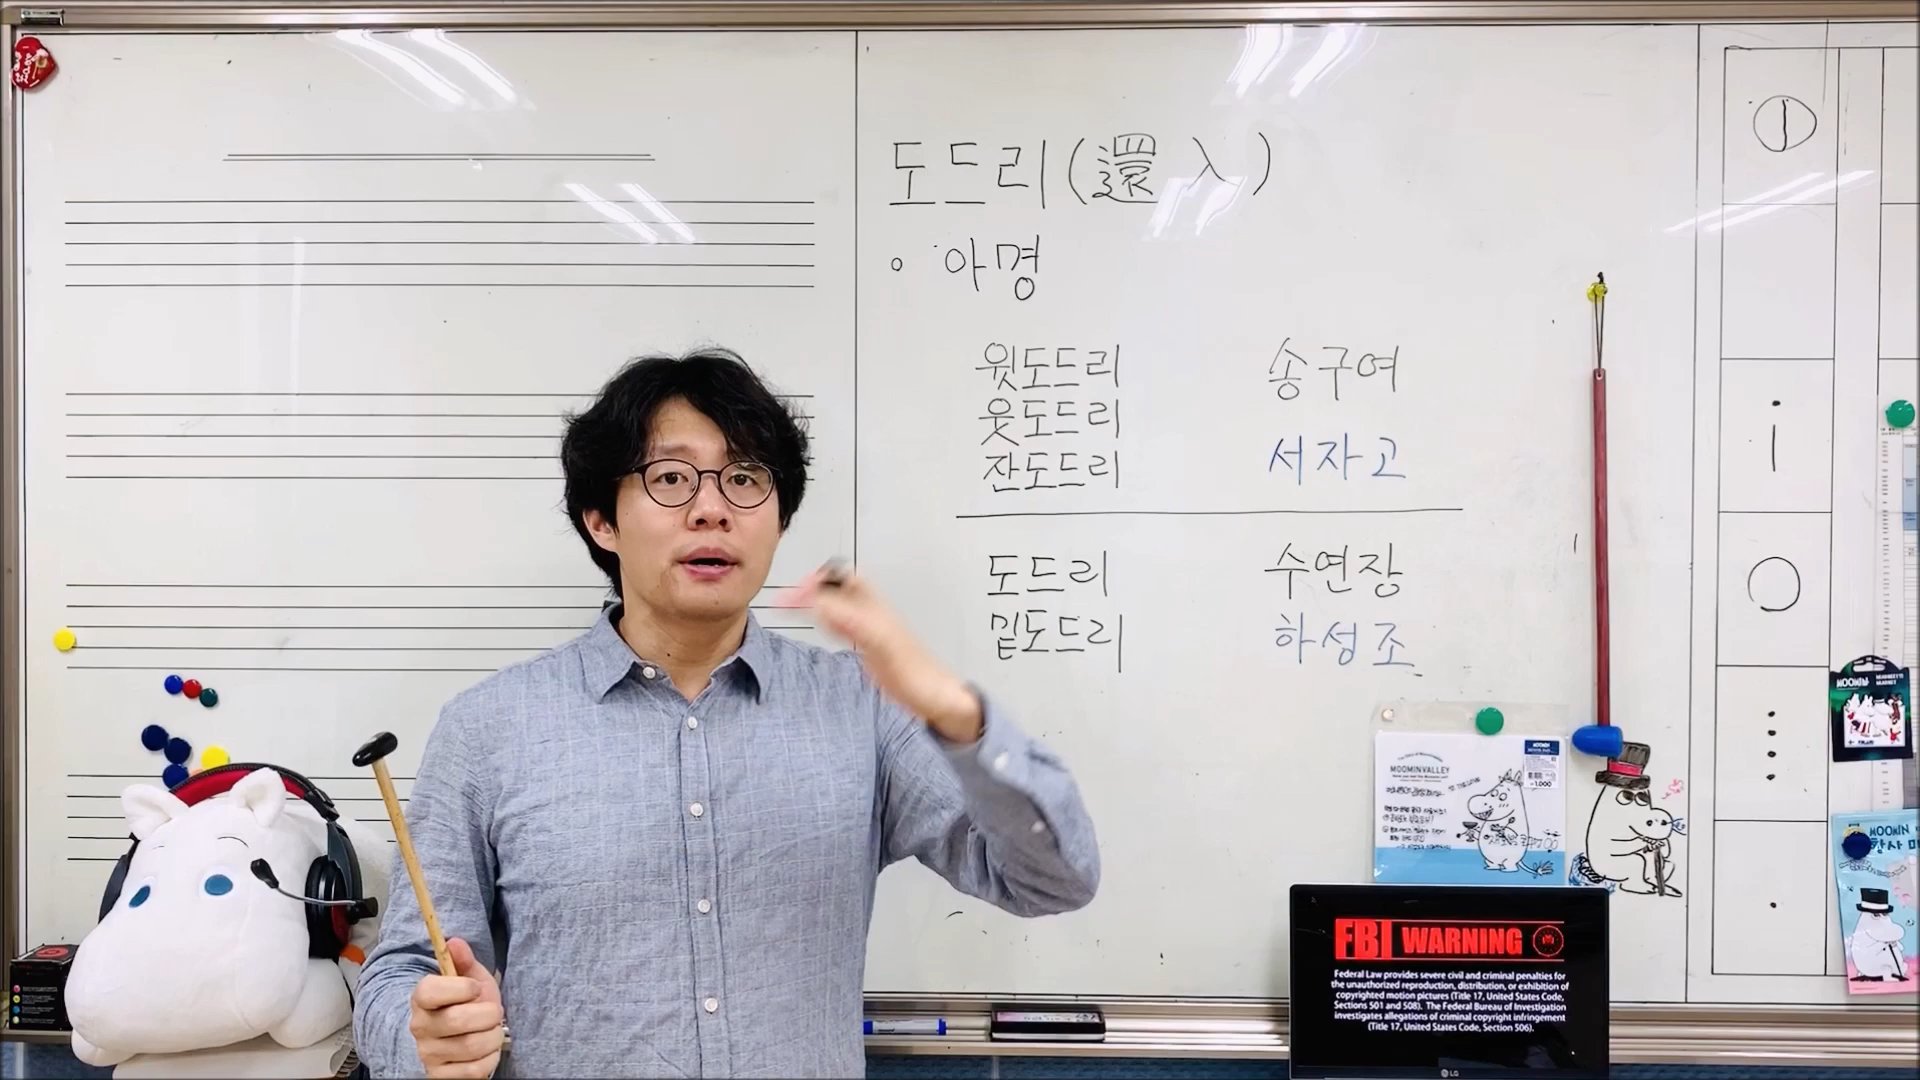 도드리(還入)
◦ 아명
윗도드리 송구여
웃도드리
잔도드리 서자고
도드리 수연장
밑도드리 하성조
MOOMIN
MOOMINVALLEY
1,000
MOOMIN
FBI WARNING
Federal Law provides severe civil and criminal penalties for
the unauthorized reproduction, distribution, or exhibition of
copyrighted motion pictures (Title 17, United States Code,
Sections 501 and 508). The Federal Bureau of Investigation
investigates allegations of criminal copyright infringement
(Title 17, United States Code, Section 506).
LG